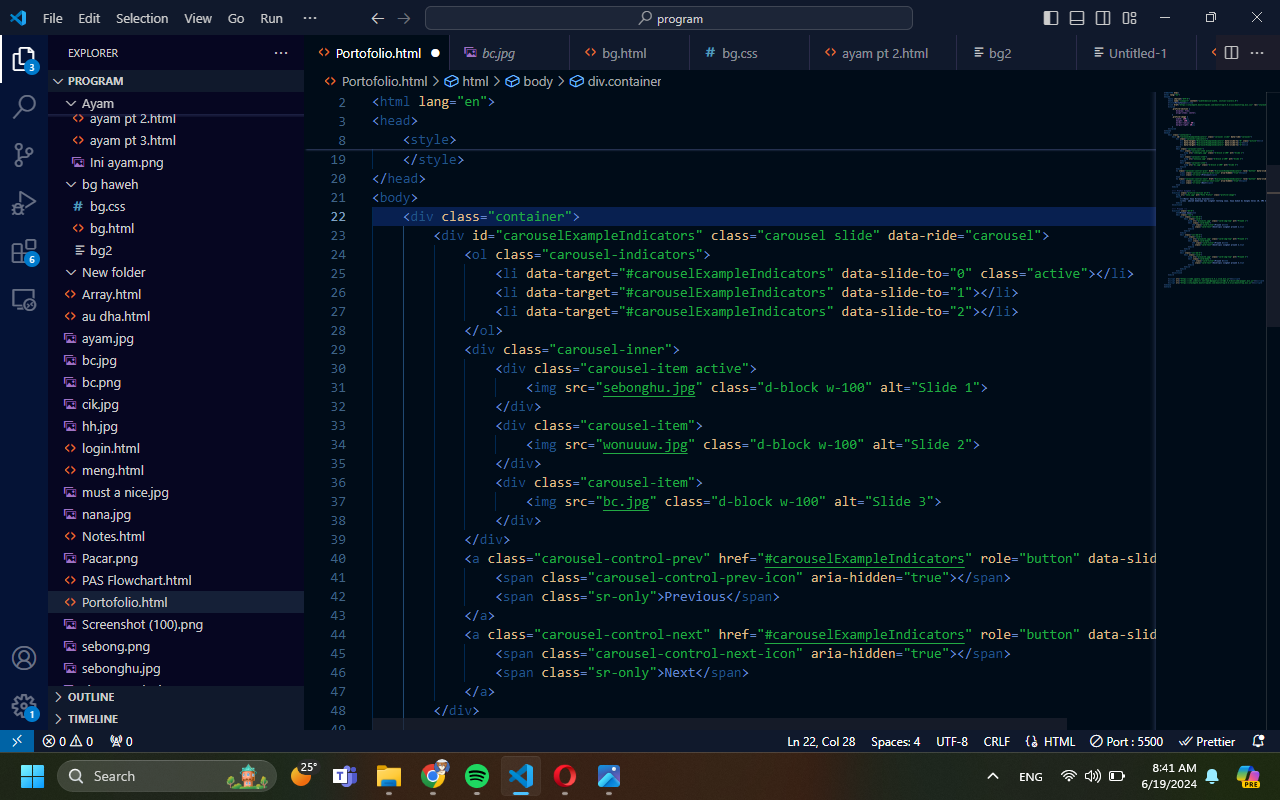 File Edit Selection View Go Run ···
program
EXPLORER ···
PROGRAM
Ayam
ayam pt 2.html
ayam pt 3.html
Ini ayam.png
bg haweh
# bg.css
<> bg.html
bg2
New folder
<> Array.html
<> au dha.html
ayam.jpg
bc.jpg
bc.png
cik.jpg
hh.jpg
<> login.html
<> meng.html
must a nice.jpg
nana.jpg
<> Notes.html
Pacar.png
<> PAS Flowchart.html
<> Portofolio.html
Screenshot (100).png
sebong.png
sebonghu.jpg
OUTLINE
TIMELINE
3
6
1
<> Portofolio.html ● bc.jpg <> bg.html # bg.css <> ayam pt 2.html bg2 Untitled-1 ···
<> Portofolio.html > html > body > div.container
2 <html lang="en">
3 <head>
8 <style>
19 </style>
20 </head>
21 <body>
22 <div class="container">
23 <div id="carouselExampleIndicators" class="carousel slide" data-ride="carousel">
24 <ol class="carousel-indicators">
25 <li data-target="#carouselExampleIndicators" data-slide-to="0" class="active"></li>
26 <li data-target="#carouselExampleIndicators" data-slide-to="1"></li>
27 <li data-target="#carouselExampleIndicators" data-slide-to="2"></li>
28 </ol>
29 <div class="carousel-inner">
30 <div class="carousel-item active">
31 <img src="sebonghu.jpg" class="d-block w-100" alt="Slide 1">
32 </div>
33 <div class="carousel-item">
34 <img src="wonuuuw.jpg" class="d-block w-100" alt="Slide 2">
35 </div>
36 <div class="carousel-item">
37 <img src="bc.jpg" class="d-block w-100" alt="Slide 3">
38 </div>
39 </div>
40 <a class="carousel-control-prev" href="#carouselExampleIndicators" role="button" data-slid
41 <span class="carousel-control-prev-icon" aria-hidden="true"></span>
42 <span class="sr-only">Previous</span>
43 </a>
44 <a class="carousel-control-next" href="#carouselExampleIndicators" role="button" data-slid
45 <span class="carousel-control-next-icon" aria-hidden="true"></span>
46 <span class="sr-only">Next</span>
47 </a>
48 </div>
49
0 0 0 Ln 22, Col 28 Spaces: 4 UTF-8 CRLF {} HTML Port : 5500 Prettier
Search 25° ENG 8:41 AM
6/19/2024 PRE